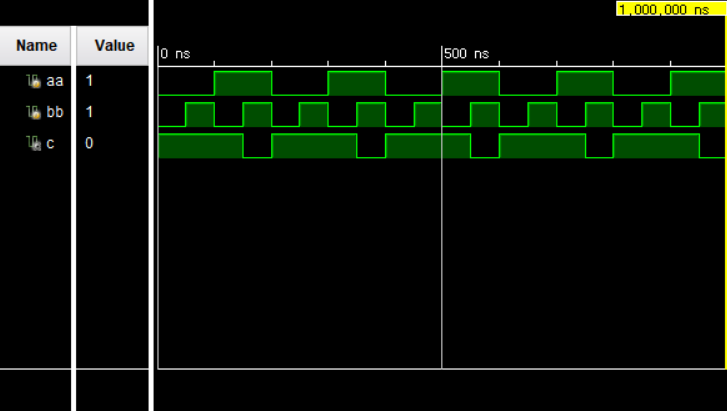 1,000,000 ns
Name Value
0 ns 500 ns
aa 1
bb 1
c 0